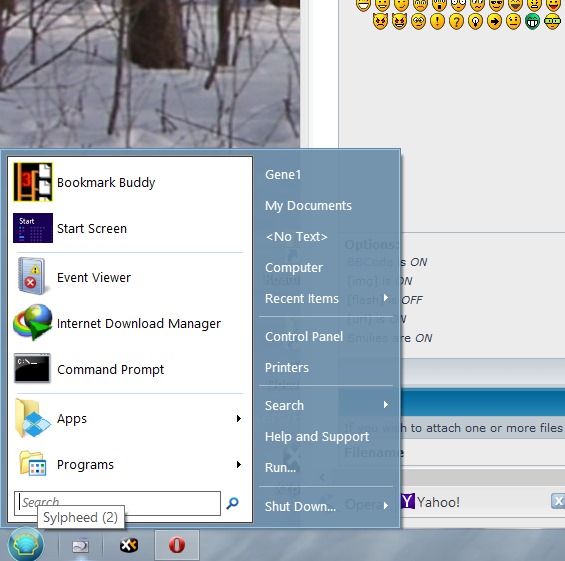 Bookmark Buddy
Start
Start Screen
Event Viewer
Internet Download Manager
C:\
Command Prompt
Apps
Programs
Search
Sylpheed (2)
Gene1
My Documents
<No Text>
Computer
Recent Items
Control Panel
Printers
Search
Help and Support
Run...
Shut Down...
Options:
BBCode is ON
[img] is ON
[flash] is OFF
[url] is ON
Smilies are ON
If you wish to attach one or more files
Filename
Opera
Yahoo!